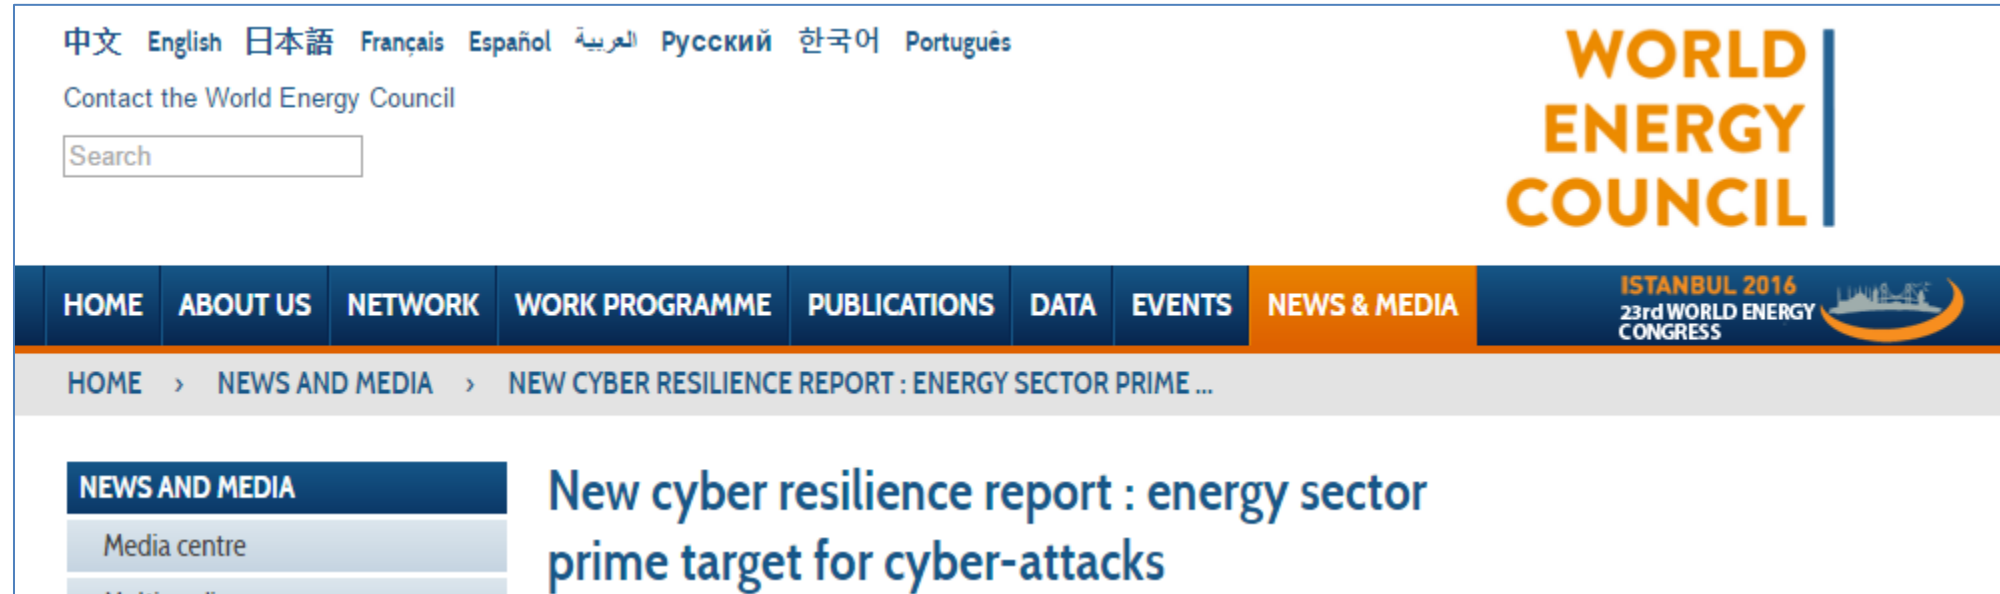 中文 English 日本語 Français Español العربية Русский 한국어 Português
Contact the World Energy Council
Search
WORLD
ENERGY
COUNCIL
HOME ABOUT US NETWORK WORK PROGRAMME PUBLICATIONS DATA EVENTS NEWS & MEDIA
ISTANBUL 2016
23rd WORLD ENERGY
CONGRESS
HOME › NEWS AND MEDIA › NEW CYBER RESILIENCE REPORT : ENERGY SECTOR PRIME ...
NEWS AND MEDIA
Media centre
New cyber resilience report : energy sector
prime target for cyber-attacks